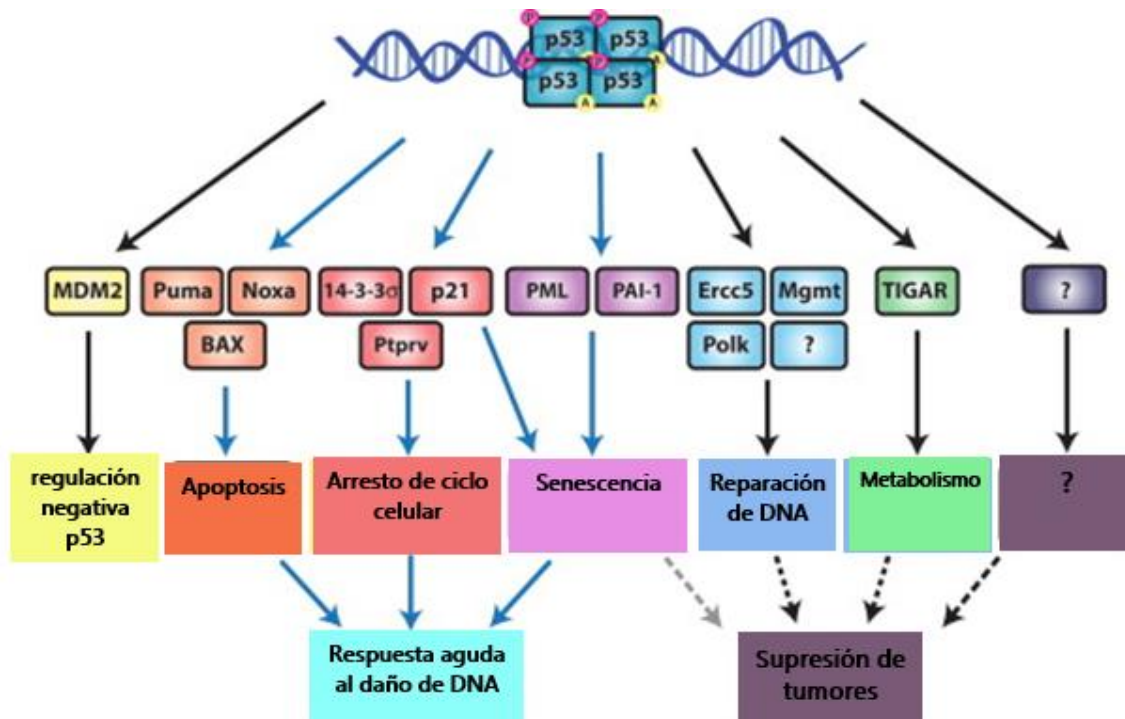 P P
p53 p53
P P A
p53 p53
A A
MDM2 Puma Noxa 14-3-3σ p21 PML PAI-1 Ercc5 Mgmt TIGAR ?
BAX Ptprv Polk ?
regulación
negativa
p53
Apoptosis
Arresto de ciclo
celular
Senescencia
Reparación
de DNA
Metabolismo
?
Respuesta aguda
al daño de DNA
Supresión de
tumores